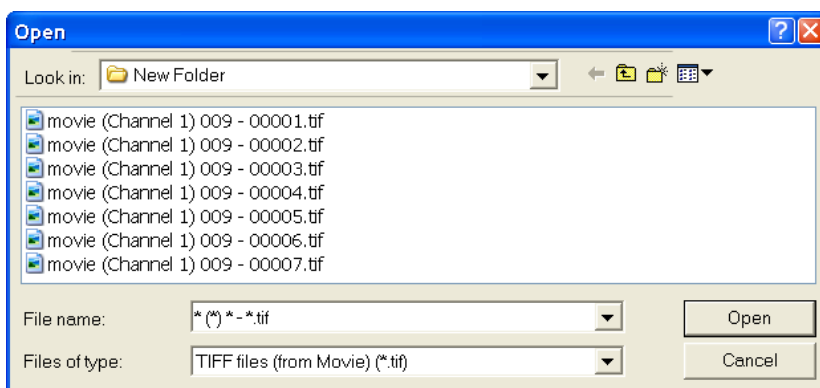 Open
Look in: New Folder
movie (Channel 1) 009 - 00001.tif
movie (Channel 1) 009 - 00002.tif
movie (Channel 1) 009 - 00003.tif
movie (Channel 1) 009 - 00004.tif
movie (Channel 1) 009 - 00005.tif
movie (Channel 1) 009 - 00006.tif
movie (Channel 1) 009 - 00007.tif
File name: * (*) * - *.tif Open
Files of type: TIFF files (from Movie) (*.tif) Cancel